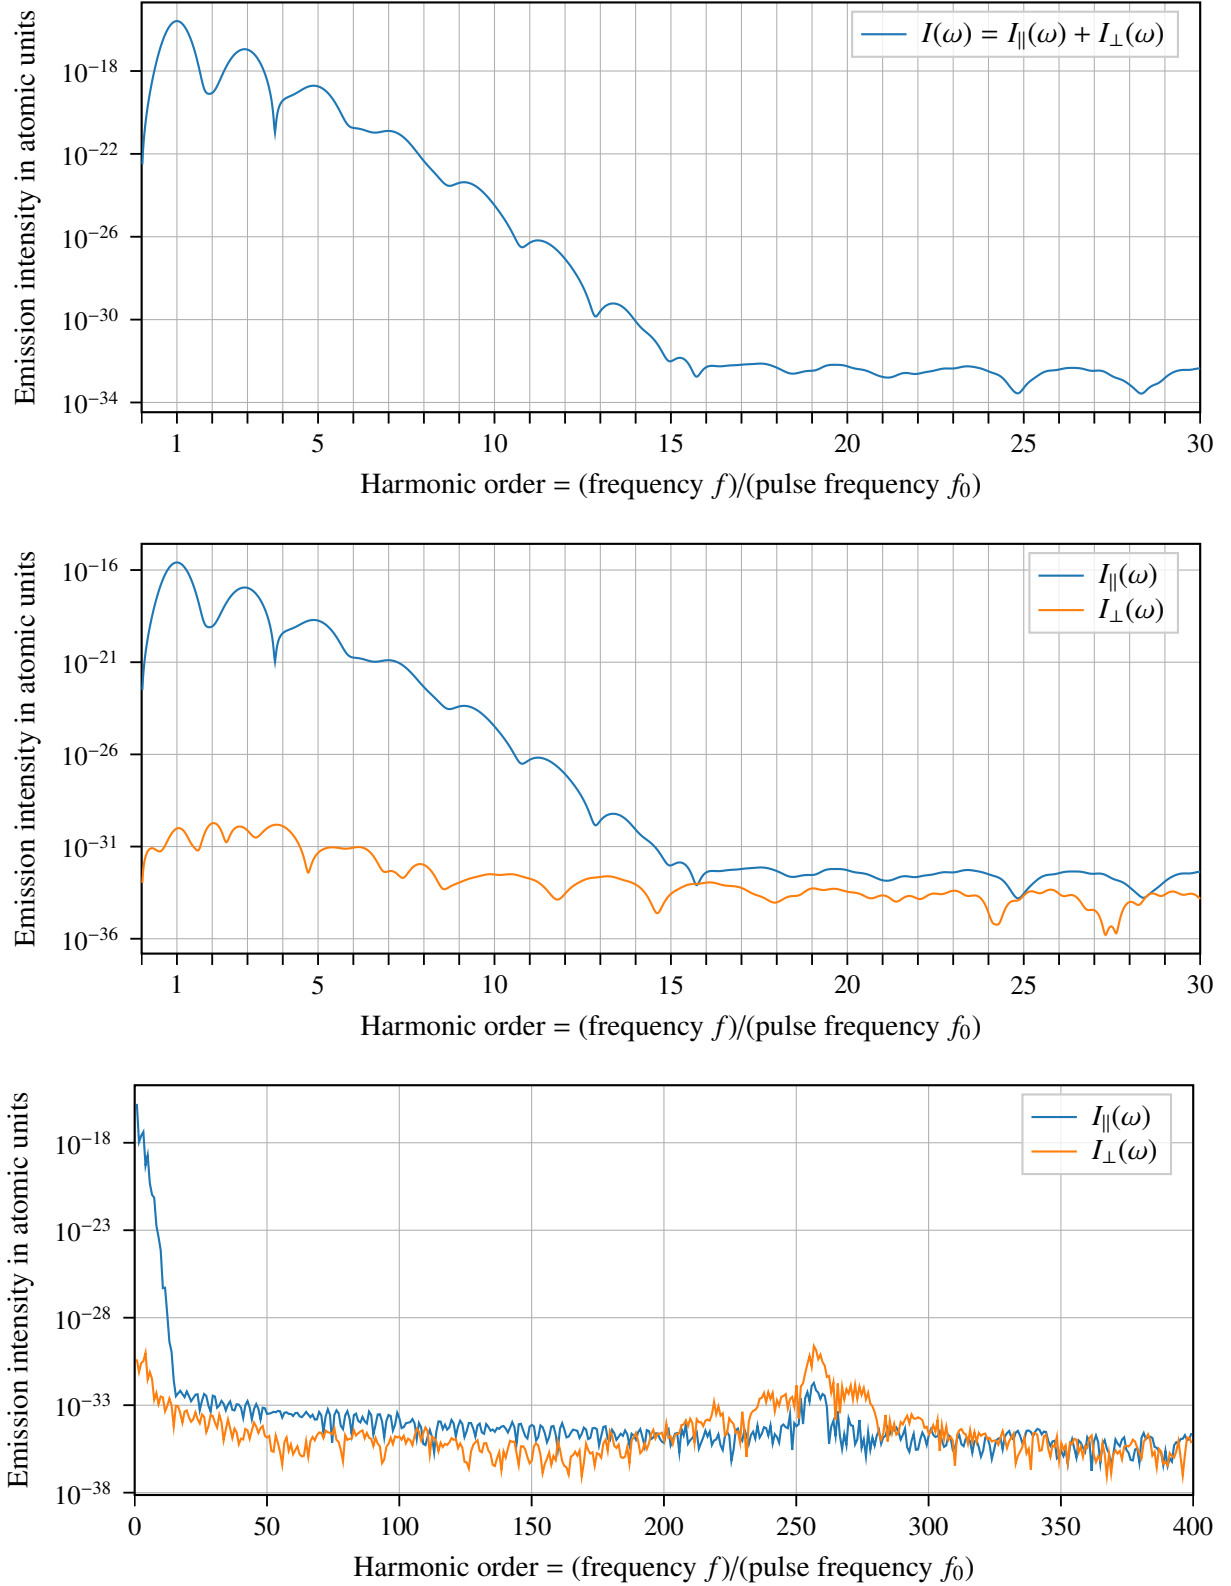 Emission intensity in atomic units
10⁻¹⁸
10⁻²²
10⁻²⁶
10⁻³⁰
10⁻³⁴
I(ω) = I∥(ω) + I⊥(ω)
1 5 10 15 20 25 30
Harmonic order = (frequency f)/(pulse frequency f₀)
Emission intensity in atomic units
10⁻¹⁶
10⁻²¹
10⁻²⁶
10⁻³¹
10⁻³⁶
I∥(ω)
I⊥(ω)
1 5 10 15 20 25 30
Harmonic order = (frequency f)/(pulse frequency f₀)
Emission intensity in atomic units
10⁻¹⁸
10⁻²³
10⁻²⁸
10⁻³³
10⁻³⁸
I∥(ω)
I⊥(ω)
0 50 100 150 200 250 300 350 400
Harmonic order = (frequency f)/(pulse frequency f₀)